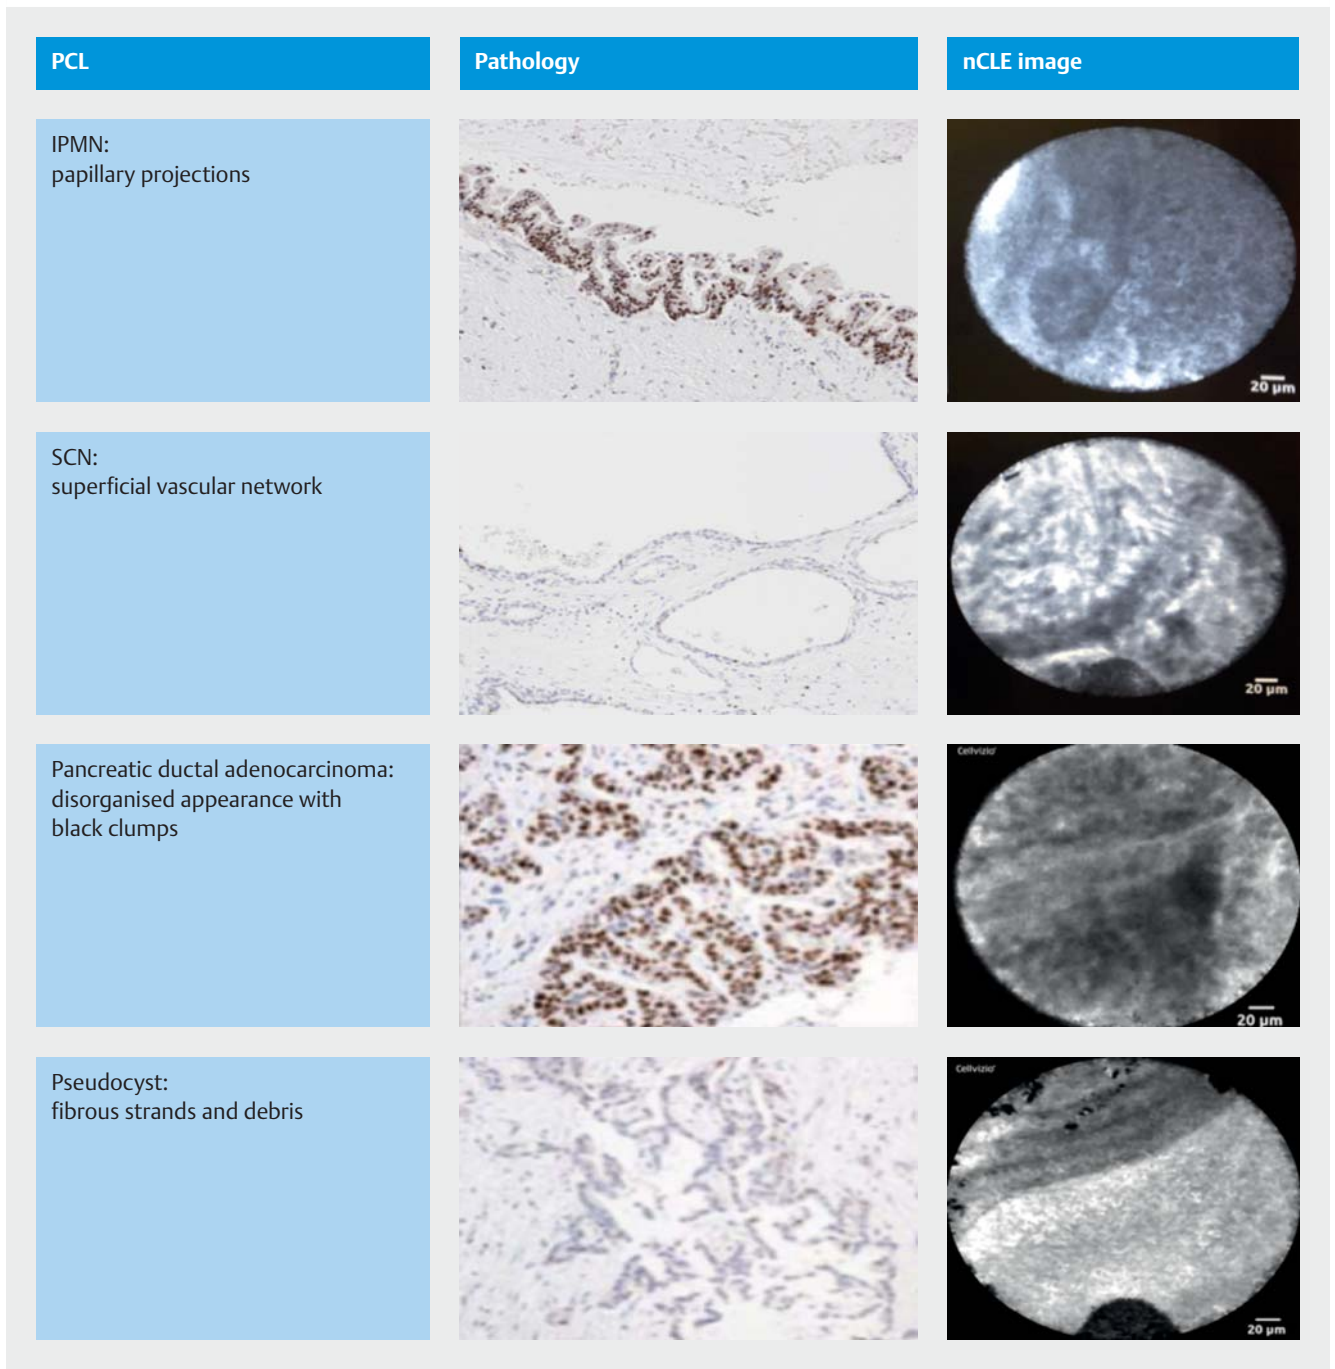 PCL
Pathology
nCLE image
IPMN:
papillary projections
20 µm
SCN:
superficial vascular network
20 µm
Pancreatic ductal adenocarcinoma:
disorganised appearance with
black clumps
Cellvizio
20 µm
Pseudocyst:
fibrous strands and debris
Cellvizio
20 µm